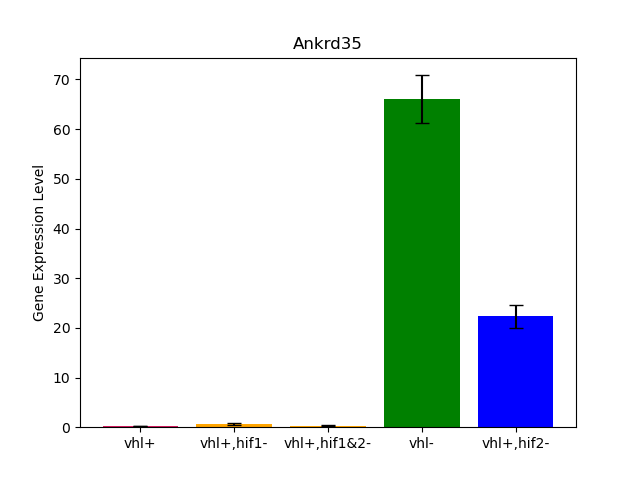 Ankrd35
Gene Expression Level
70
60
50
40
30
20
10
0
vhl+
vhl+,hif1-
vhl+,hif1&2-
vhl-
vhl+,hif2-